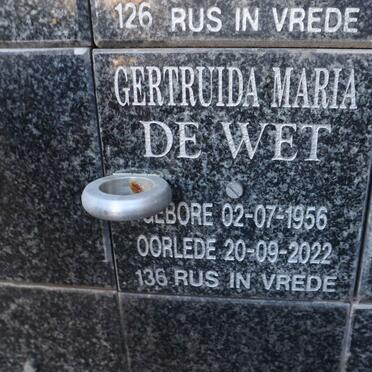 126 RUS IN VREDE
GERTRUIDA MARIA
DE WET
GEBORE 02-07-1956
OORLEDE 20-09-2022
136 RUS IN VREDE